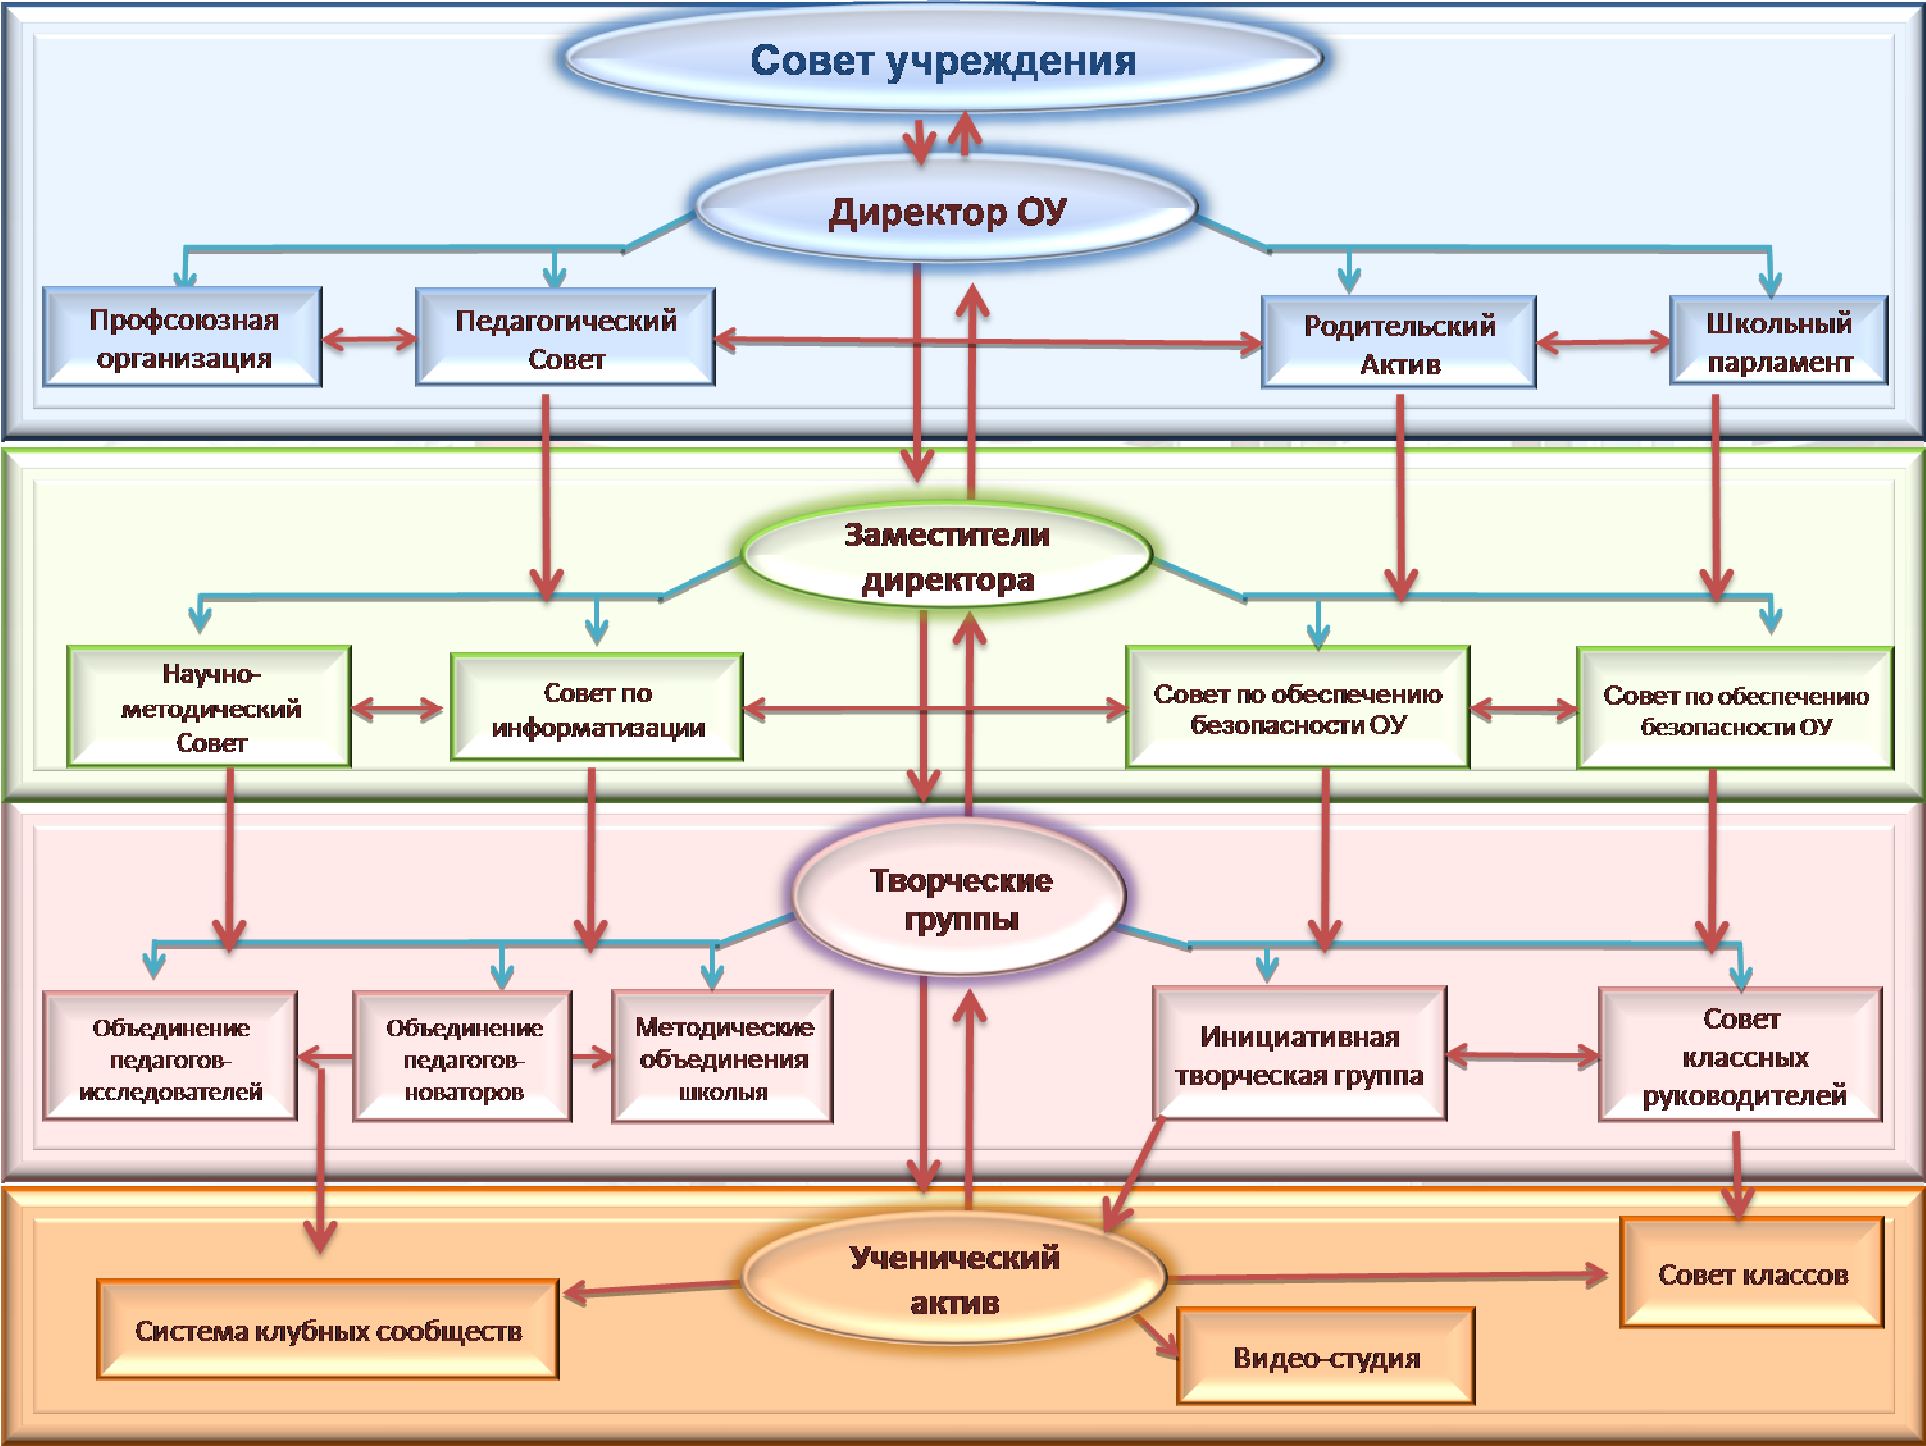 Совет учреждения
Директор ОУ
Профсоюзная
организация
Педагогический
Совет
Родительский
Актив
Школьный
парламент
Заместители
директора
Научно-
методический
Совет
Совет по
информатизации
Совет по обеспечению
безопасности ОУ
Совет по обеспечению
безопасности ОУ
Творческие
группы
Объединение
педагогов-
исследователей
Объединение
педагогов-
новаторов
Методические
объединения
школыя
Инициативная
творческая группа
Совет
классных
руководителей
Ученический
актив
Система клубных сообществ
Видео-студия
Совет классов